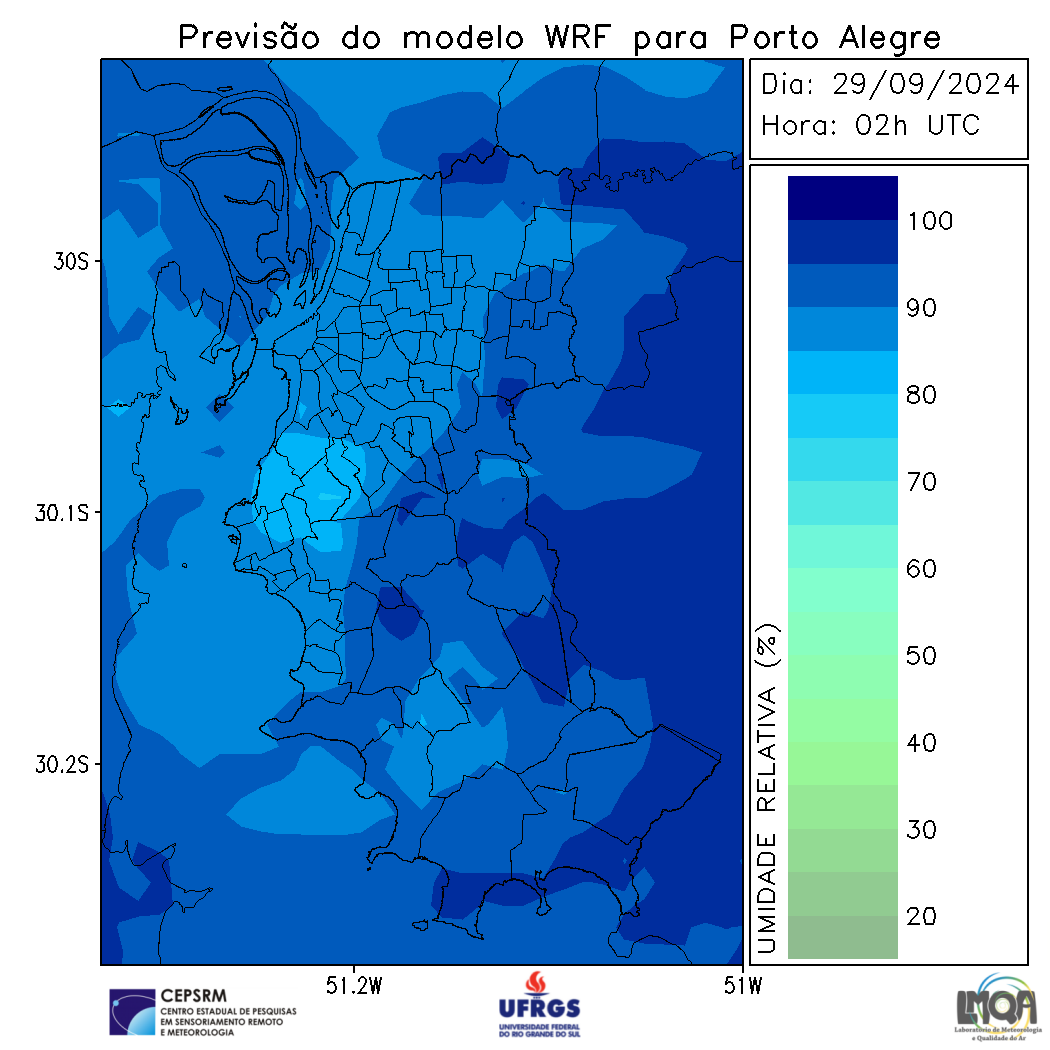 Previsão do modelo WRF para Porto Alegre
Dia: 29/09/2024
Hora: 02h UTC
100
90
80
70
60
50
40
30
20
UMIDADE RELATIVA (%)
30S
30.1S
30.2S
51.2W
51W
CEPSRM
CENTRO ESTADUAL DE PESQUISAS
EM SENSORIAMENTO REMOTO
E METEOROLOGIA
UFRGS
UNIVERSIDADE FEDERAL
DO RIO GRANDE DO SUL
LMQA
Laboratório de Meteorologia
e Qualidade do Ar